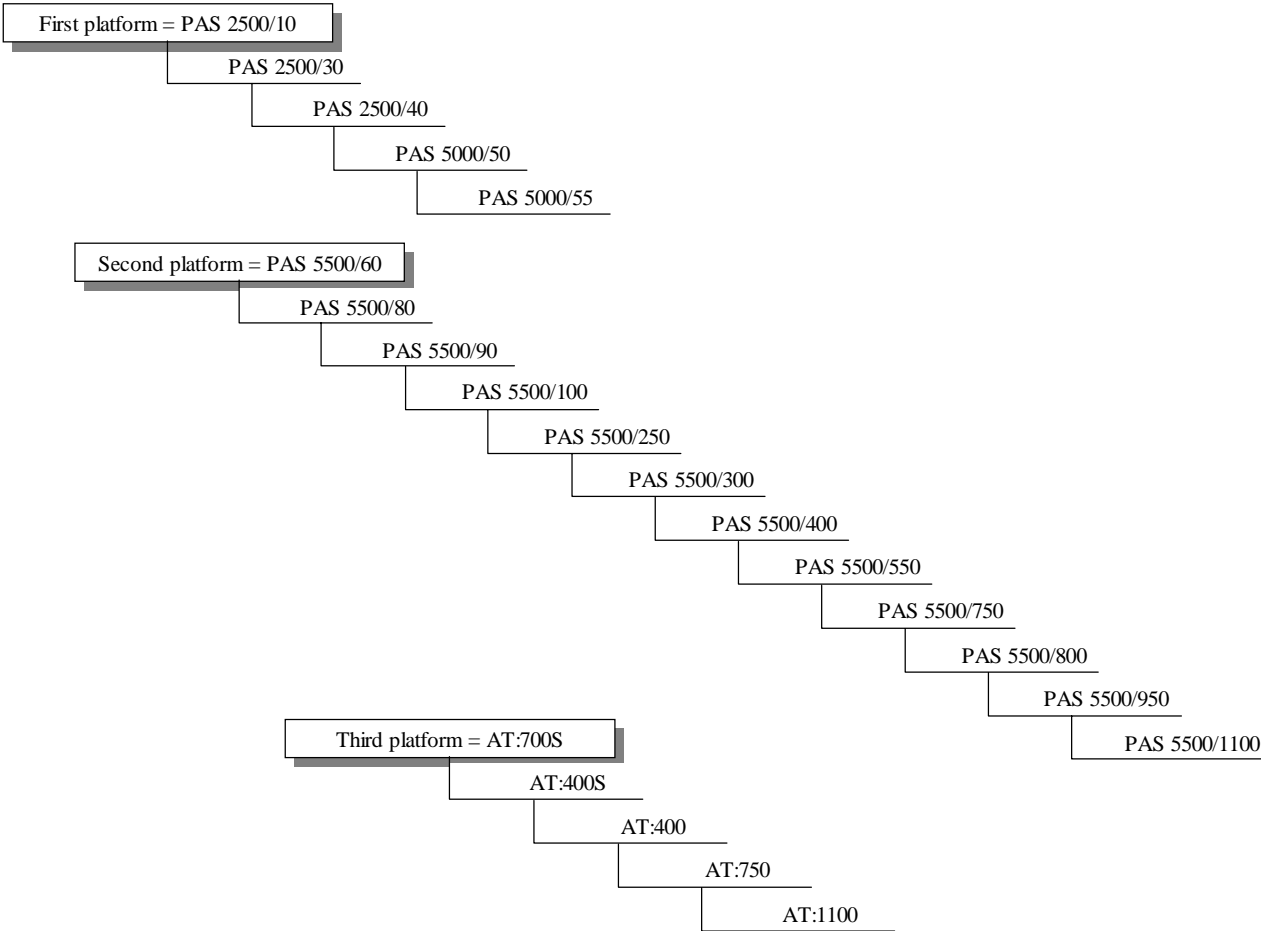 First platform = PAS 2500/10
PAS 2500/30
PAS 2500/40
PAS 5000/50
PAS 5000/55
Second platform = PAS 5500/60
PAS 5500/80
PAS 5500/90
PAS 5500/100
PAS 5500/250
PAS 5500/300
PAS 5500/400
PAS 5500/550
PAS 5500/750
PAS 5500/800
PAS 5500/950
PAS 5500/1100
Third platform = AT:700S
AT:400S
AT:400
AT:750
AT:1100